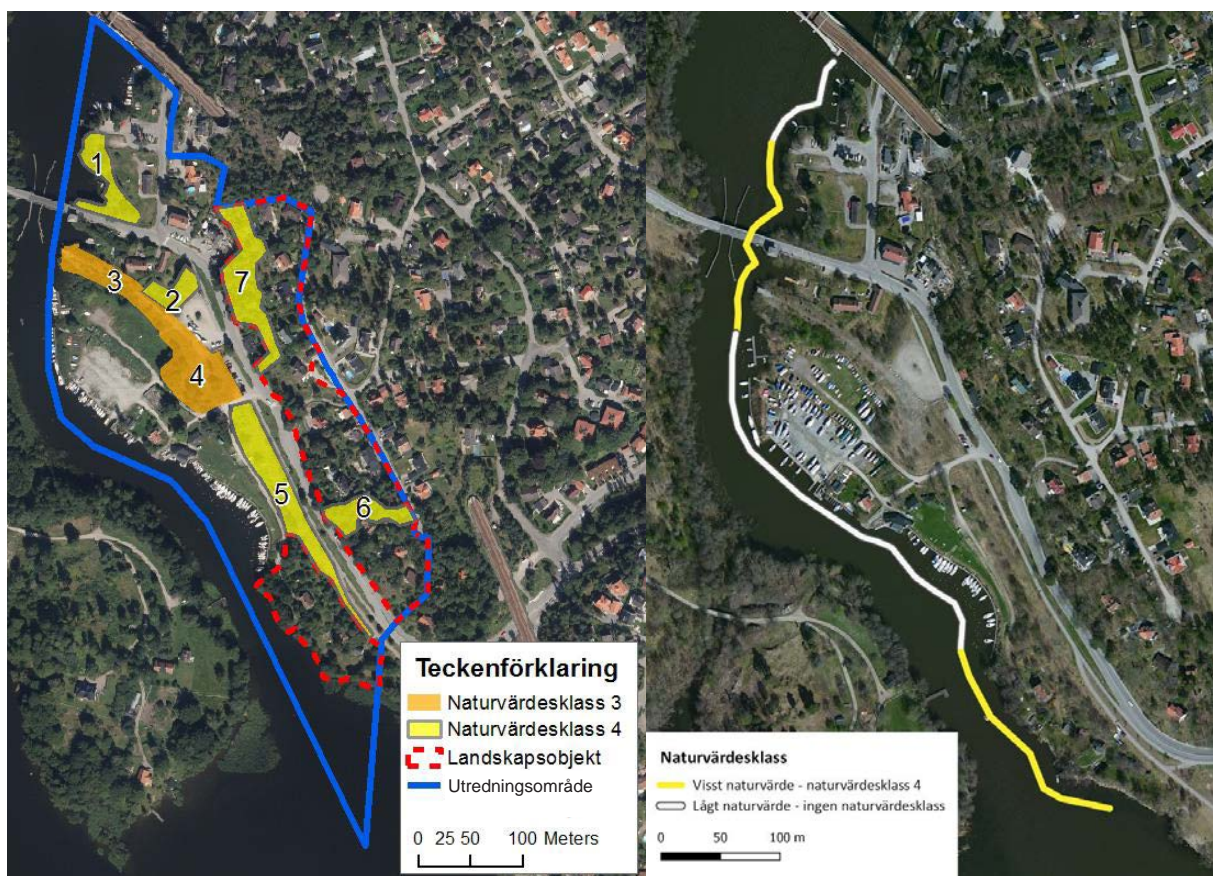 1
2
3
4
5
6
7
Teckenförklaring
Naturvärdesklass 3
Naturvärdesklass 4
Landskapsobjekt
Utredningsområde
0 25 50 100 Meters
Naturvärdesklass
Visst naturvärde - naturvärdesklass 4
Lågt naturvärde - ingen naturvärdesklass
0 50 100 m